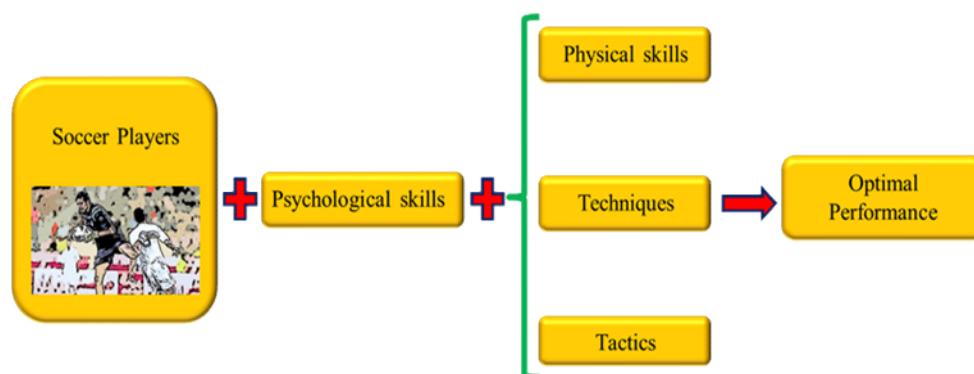 Soccer Players
Psychological skills
Physical skills
Techniques
Tactics
Optimal
Performance